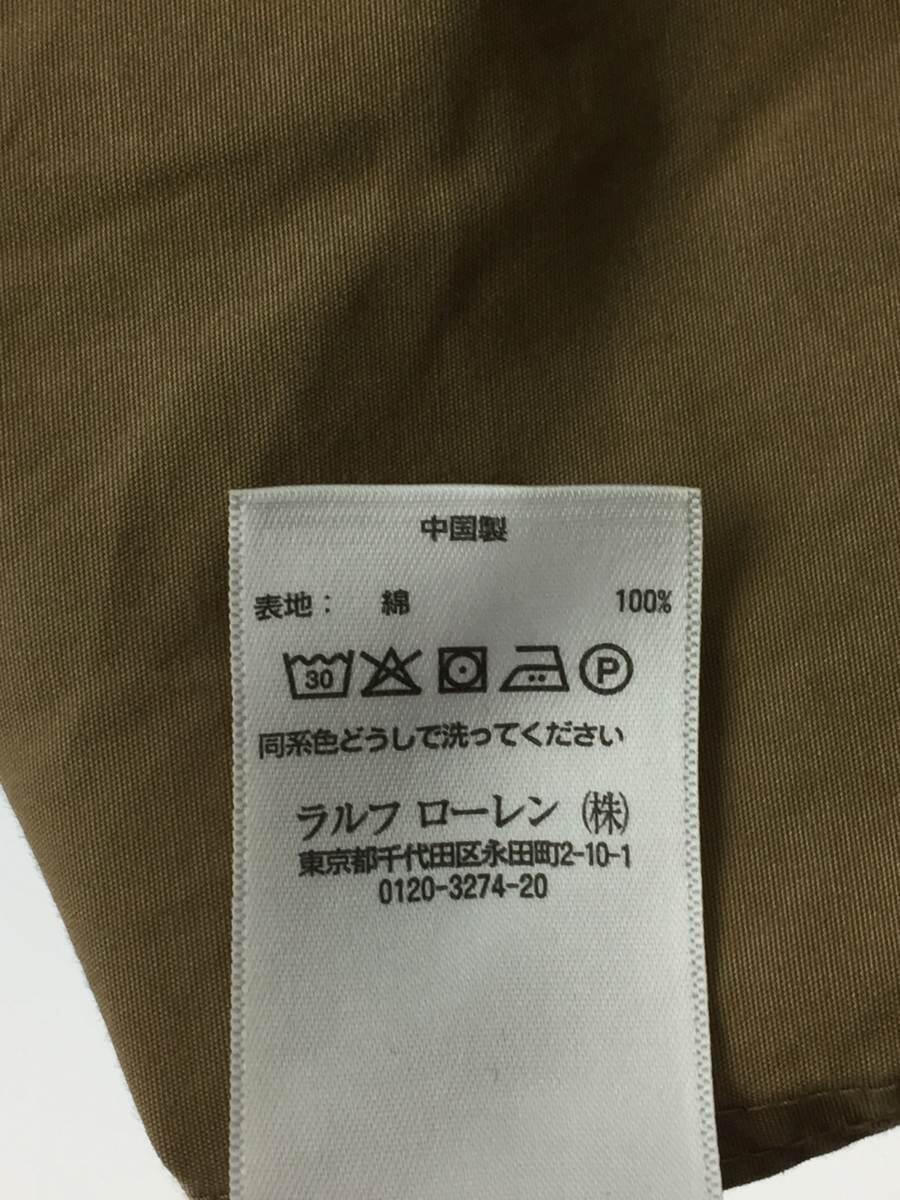 中国製
表地： 綿 100%
30 P
同系色どうしで洗ってください
ラルフ ローレン ㈱
東京都千代田区永田町2-10-1
0120-3274-20